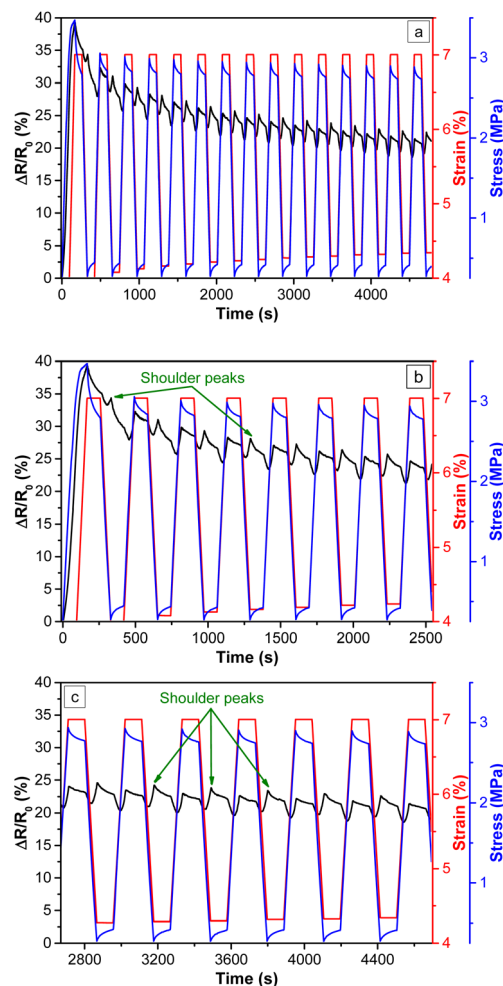 a
40
35
30
25
20
15
10
5
0
ΔR/R₀ (%)
7
6
5
4
Strain (%)
3
2
1
Stress (MPa)
0 1000 2000 3000 4000
Time (s)
b
Shoulder peaks
40
35
30
25
20
15
10
5
0
ΔR/R₀ (%)
7
6
5
4
Strain (%)
3
2
1
Stress (MPa)
0 500 1000 1500 2000 2500
Time (s)
c
Shoulder peaks
40
35
30
25
20
15
10
5
0
ΔR/R₀ (%)
7
6
5
4
Strain (%)
3
2
1
Stress (MPa)
2800 3200 3600 4000 4400
Time (s)